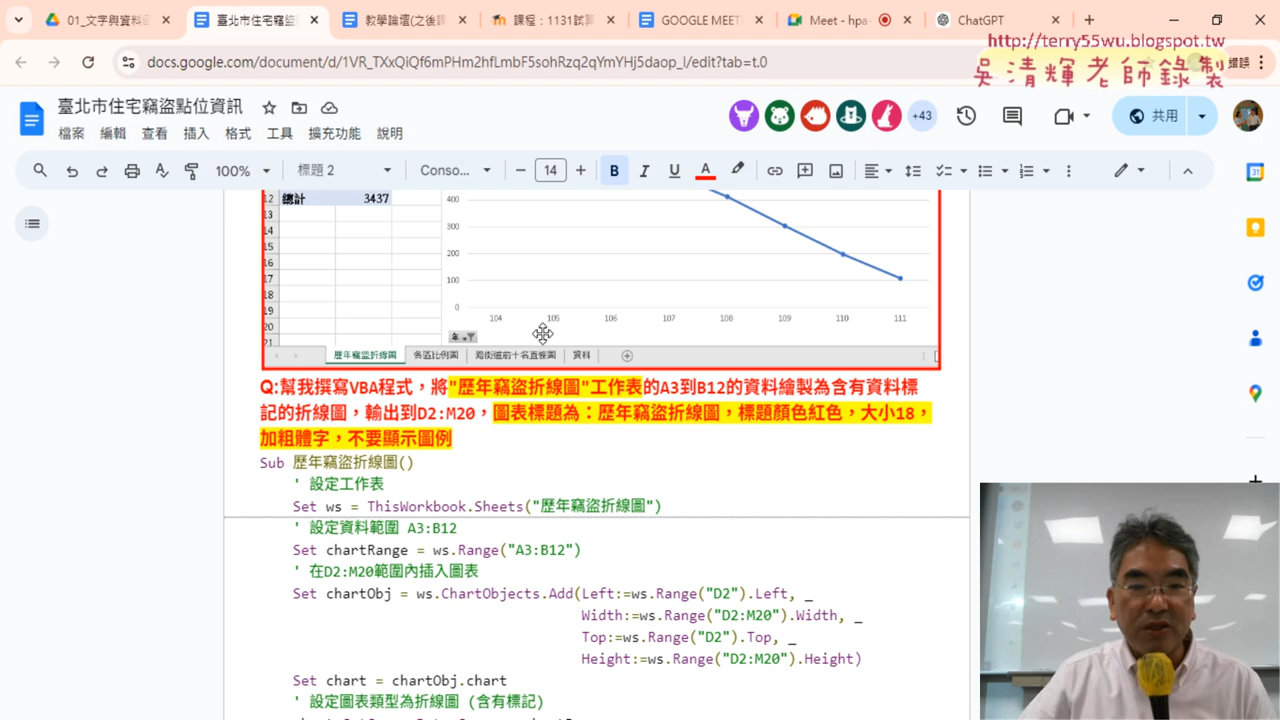 01_文字與資料
臺北市住宅竊盜
教學論壇(之後課
課程：1131試算
GOOGLE MEET
Meet - hpa
ChatGPT
http://terry55wu.blogspot.tw
docs.google.com/document/d/1VR_TXxQiQf6mPHm2hfLmbF5sohRzq2qYmYHj5daop_I/edit?tab=t.0
吳清輝老師錄製
臺北市住宅竊盜點位資訊
檔案 編輯 查看 插入 格式 工具 擴充功能 說明
+43
共用
100% 標題 2 Conso... 14 B I U A
12 總計 3437
13
14
15
16
17
18
19
20
21
400
300
200
100
0
104 105 106 107 108 109 110 111
年
歷年竊盜折線圖 各區比例圖 路街道前十名直條圖 資料
Q:幫我撰寫VBA程式，將"歷年竊盜折線圖"工作表的A3到B12的資料繪製為含有資料標
記的折線圖，輸出到D2:M20，圖表標題為：歷年竊盜折線圖，標題顏色紅色，大小18，
加粗體字，不要顯示圖例
Sub 歷年竊盜折線圖()
' 設定工作表
Set ws = ThisWorkbook.Sheets("歷年竊盜折線圖")
' 設定資料範圍 A3:B12
Set chartRange = ws.Range("A3:B12")
' 在D2:M20範圍內插入圖表
Set chartObj = ws.ChartObjects.Add(Left:=ws.Range("D2").Left, _
Width:=ws.Range("D2:M20").Width, _
Top:=ws.Range("D2").Top, _
Height:=ws.Range("D2:M20").Height)
Set chart = chartObj.chart
' 設定圖表類型為折線圖 (含有標記)